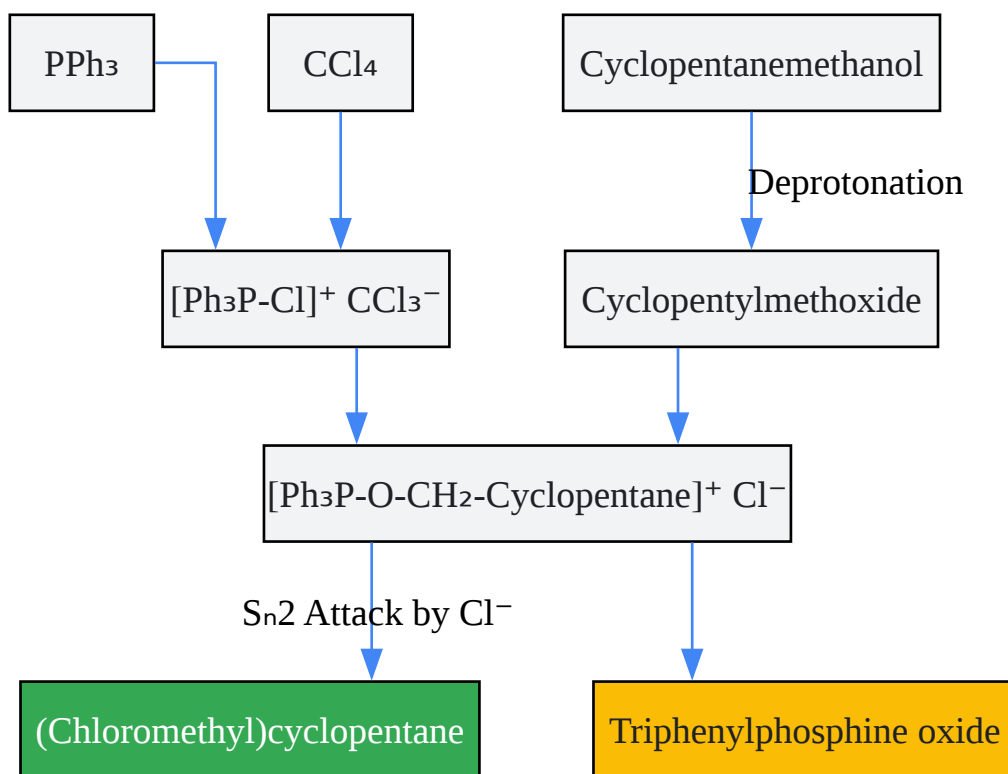 PPh₃
CCl₄
Cyclopentanemethanol
Deprotonation
[Ph₃P-Cl]⁺ CCl₃⁻
Cyclopentylmethoxide
[Ph₃P-O-CH₂-Cyclopentane]⁺ Cl⁻
Sₙ2 Attack by Cl⁻
(Chloromethyl)cyclopentane
Triphenylphosphine oxide